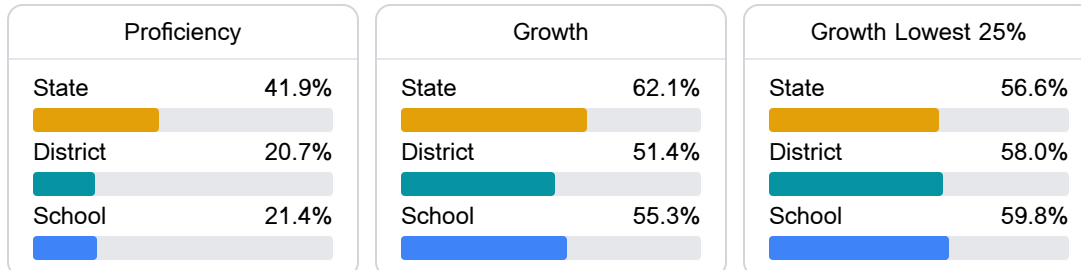 Proficiency
State 41.9%
District 20.7%
School 21.4%
Growth
State 62.1%
District 51.4%
School 55.3%
Growth Lowest 25%
State 56.6%
District 58.0%
School 59.8%